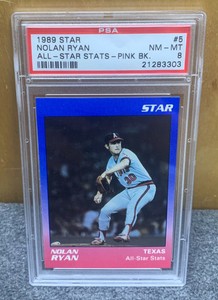 PSA
1989 STAR #5
NOLAN RYAN NM - MT
ALL-STAR STATS-PINK BK. 8
21283303
STAR
NOLAN TEXAS
RYAN All-Star Stats